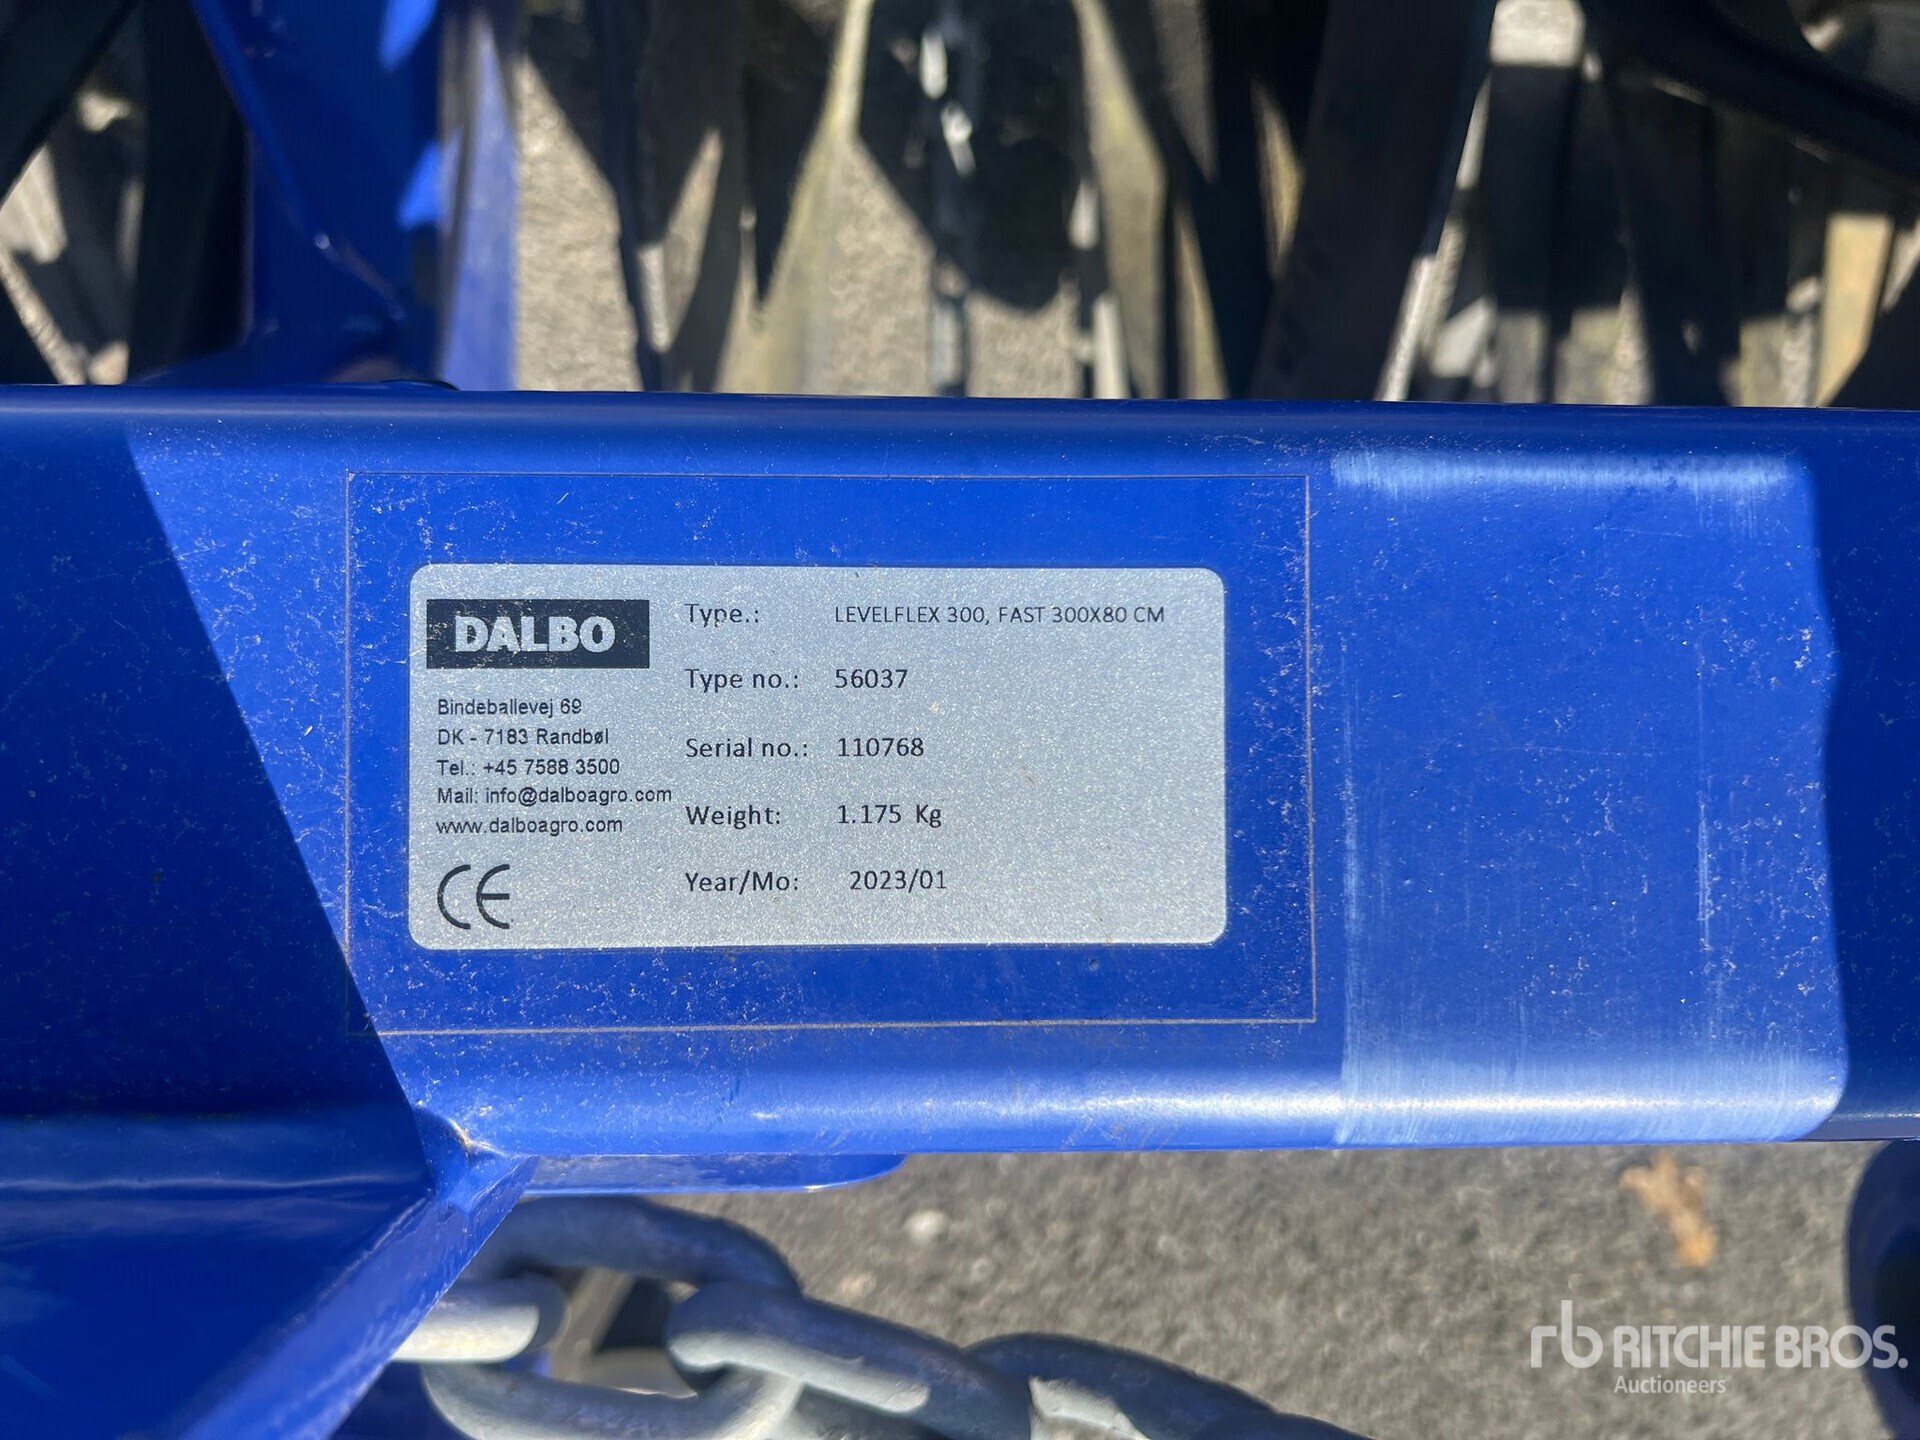 DALBO
Bindeballevej 69
DK - 7183 Randbøl
Tel.: +45 7588 3500
Mail: info@dalboagro.com
www.dalboagro.com
CE
Type.: LEVELFLEX 300, FAST 300X80 CM
Type no.: 56037
Serial no.: 110768
Weight: 1.175 Kg
Year/Mo: 2023/01
rb RITCHIE BROS.
Auctioneers